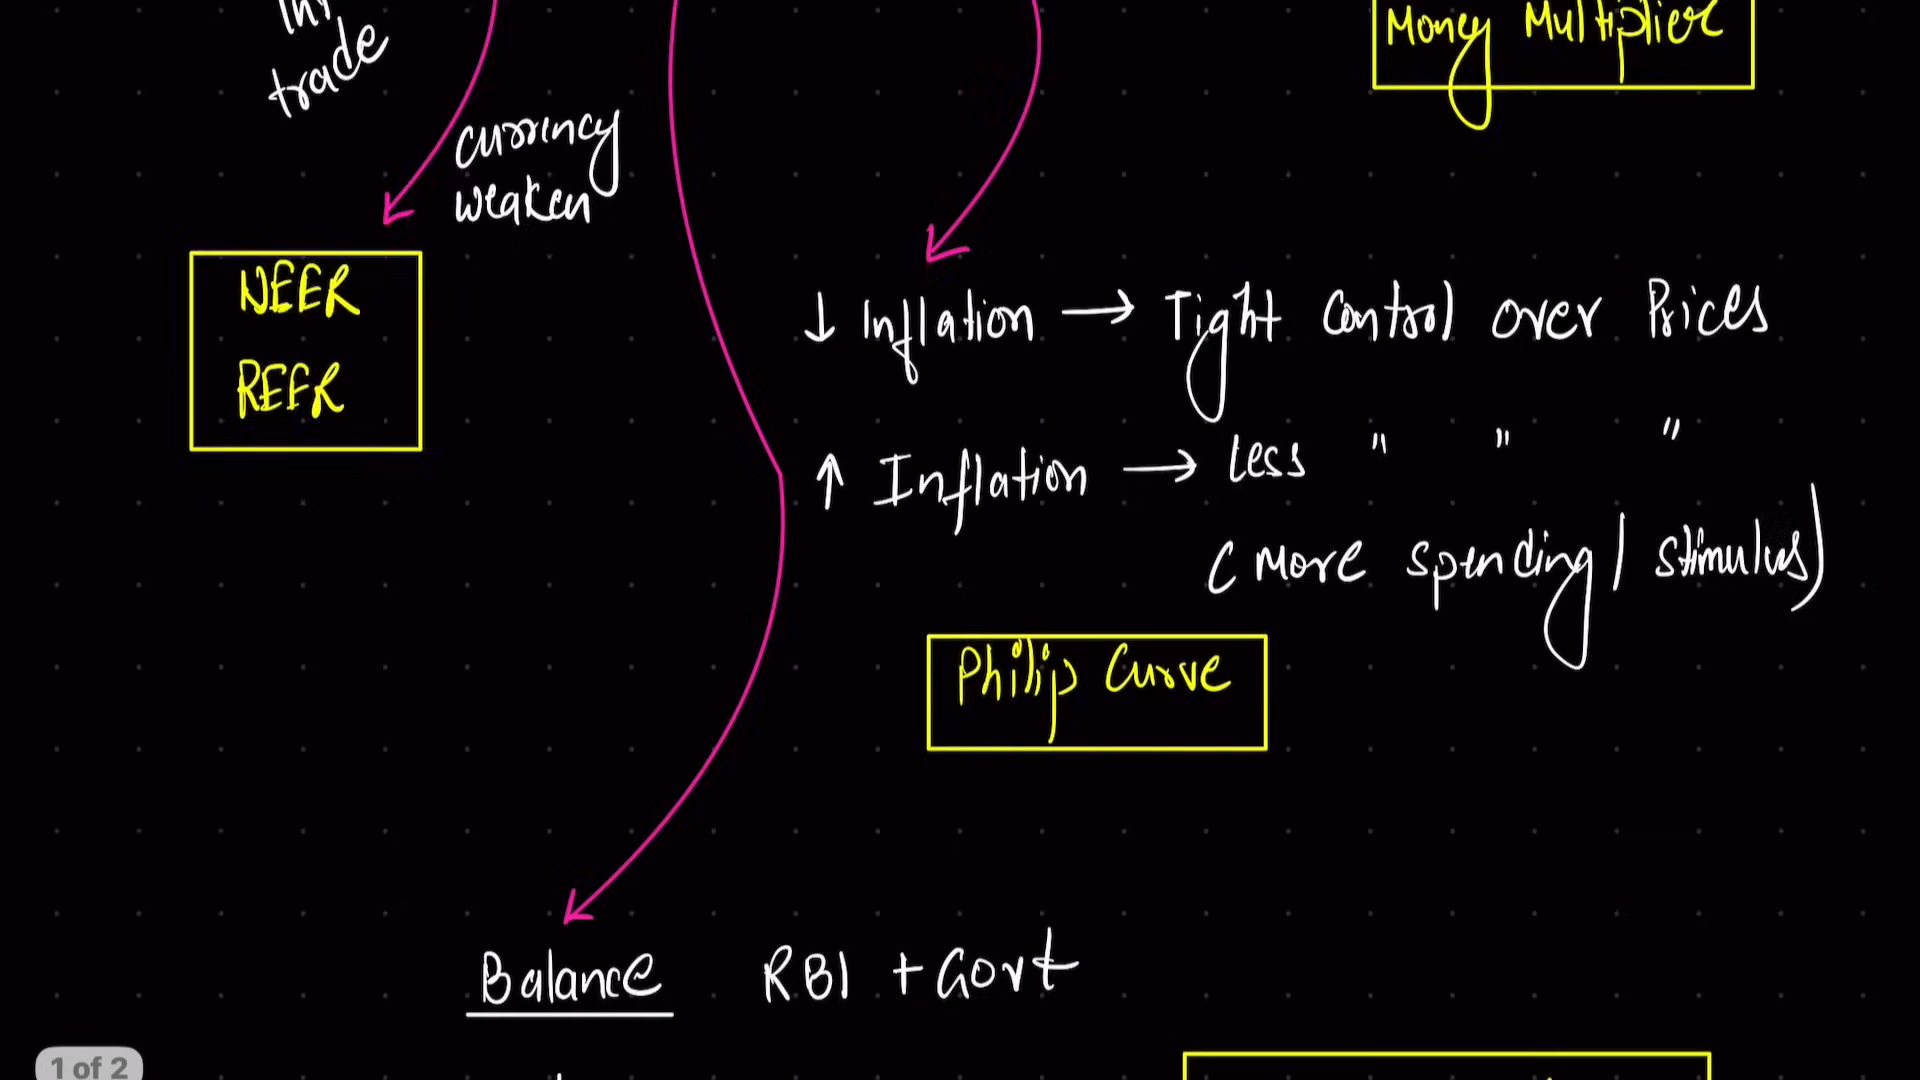 trade
Money Multiplier
currency
weaken
NEER
REER
↓ Inflation → Tight Control over Prices
↑ Inflation → Less " " "
( More spending / stimulus)
Philip Curve
Balance RBI + Govt
1 of 2